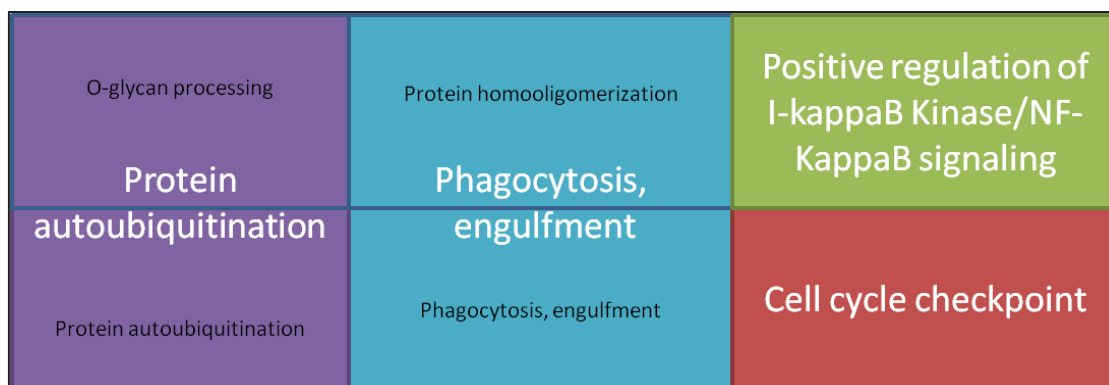 O-glycan processing
Protein
autoubiquitination
Protein autoubiquitination
Protein homooligomerization
Phagocytosis,
engulfment
Phagocytosis, engulfment
Positive regulation of
I-kappaB Kinase/NF-
KappaB signaling
Cell cycle checkpoint